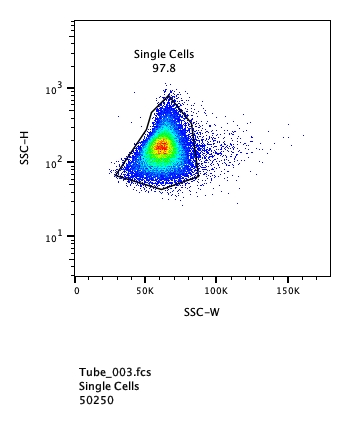 Single Cells
97.8
10³
10²
10¹
SSC-H
0 50K 100K 150K
SSC-W
Tube_003.fcs
Single Cells
50250